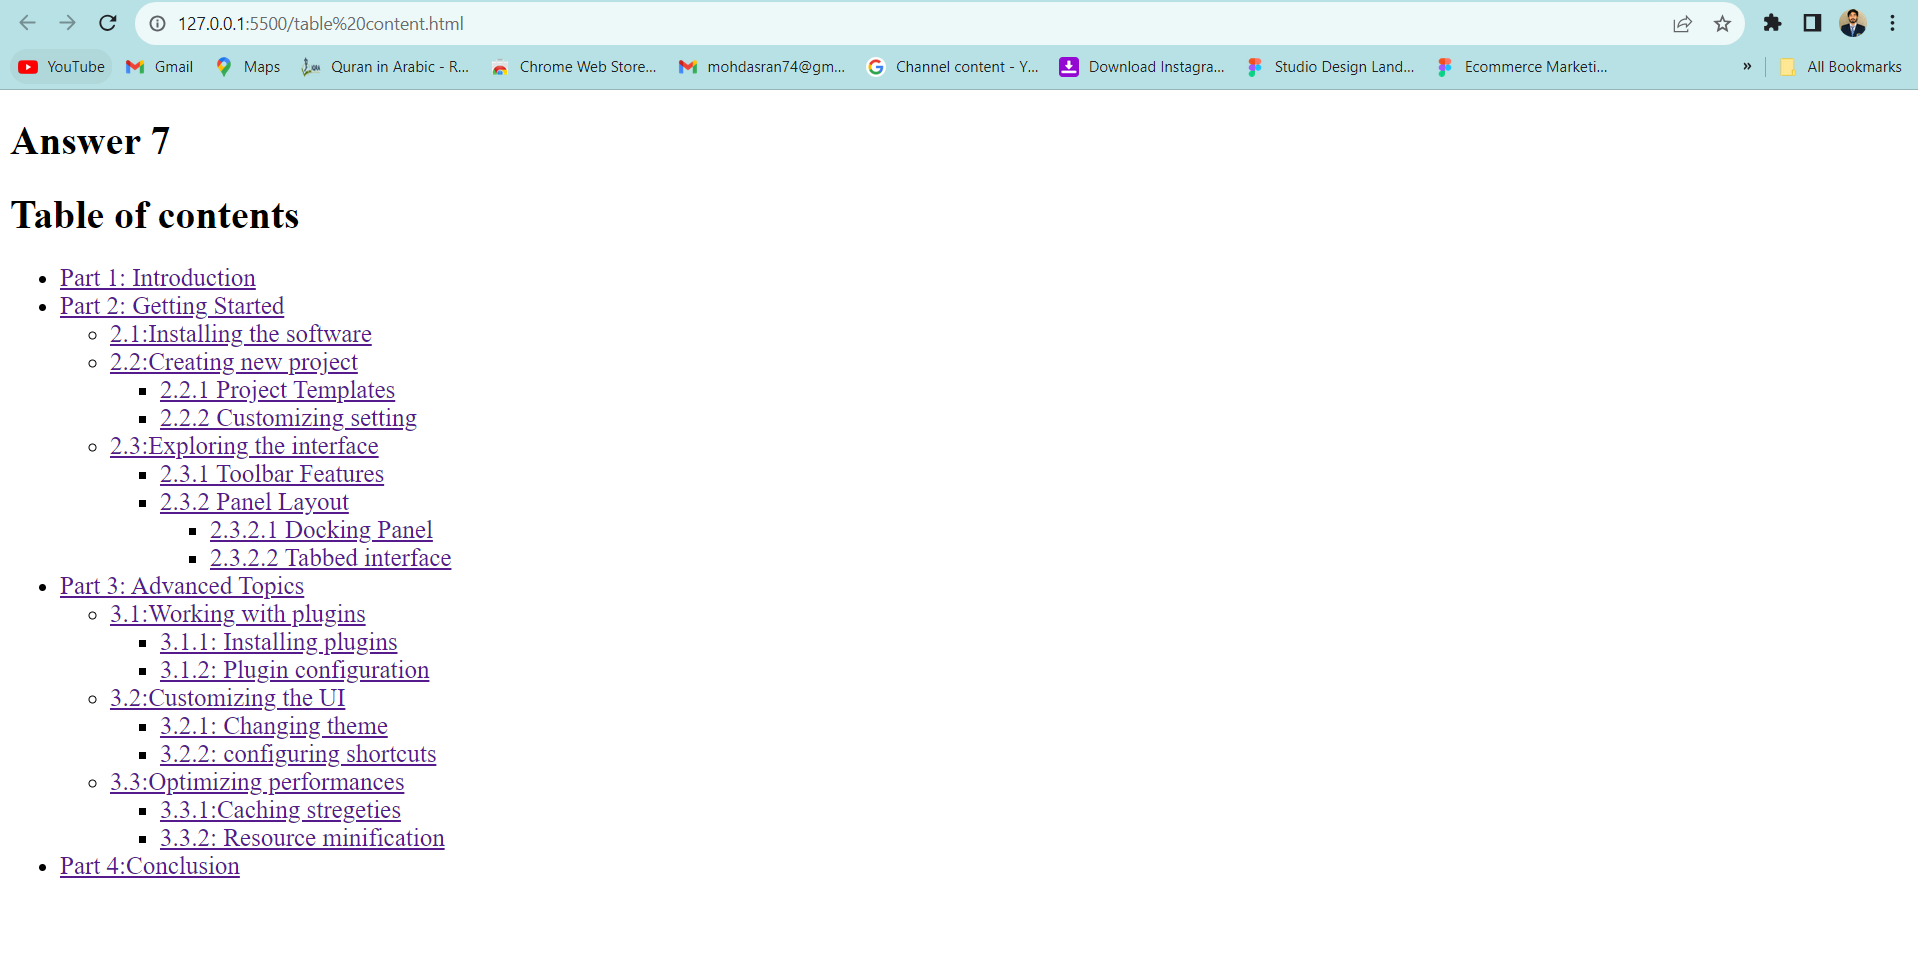 127.0.0.1:5500/table%20content.html
YouTube Gmail Maps Quran in Arabic - R... Chrome Web Store... mohdasran74@gm... Channel content - Y... Download Instagra... Studio Design Land... Ecommerce Marketi... » All Bookmarks
Answer 7
Table of contents
Part 1: Introduction
Part 2: Getting Started
2.1:Installing the software
2.2:Creating new project
2.2.1 Project Templates
2.2.2 Customizing setting
2.3:Exploring the interface
2.3.1 Toolbar Features
2.3.2 Panel Layout
2.3.2.1 Docking Panel
2.3.2.2 Tabbed interface
Part 3: Advanced Topics
3.1:Working with plugins
3.1.1: Installing plugins
3.1.2: Plugin configuration
3.2:Customizing the UI
3.2.1: Changing theme
3.2.2: configuring shortcuts
3.3:Optimizing performances
3.3.1:Caching stregeties
3.3.2: Resource minification
Part 4:Conclusion